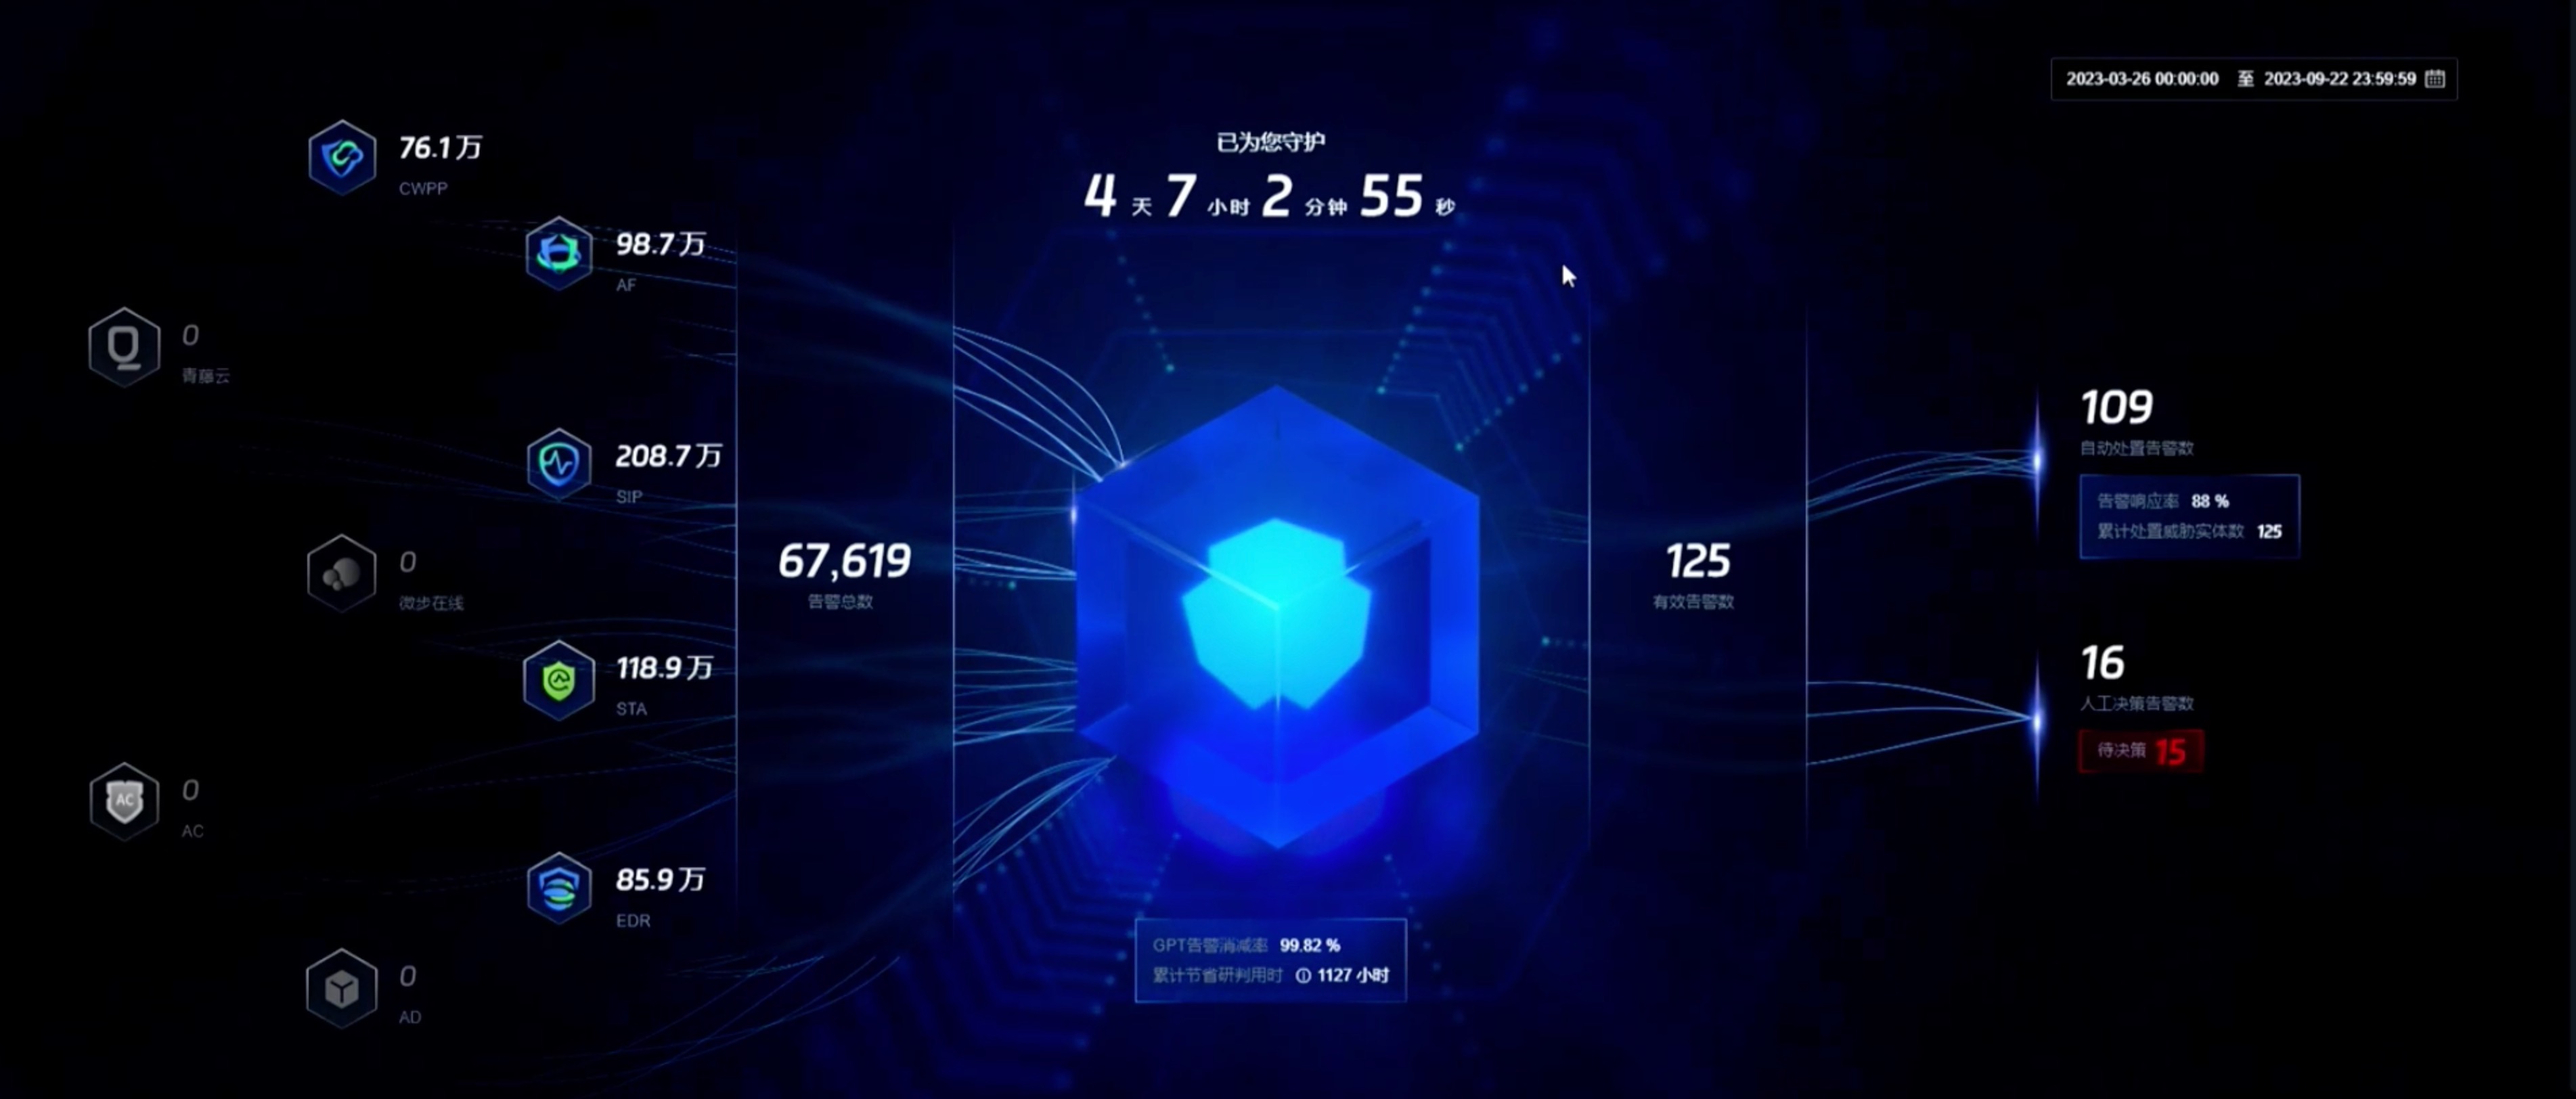 2023-03-26 00:00:00 至 2023-09-22 23:59:59
已为您守护
4 天 7 小时 2 分钟 55 秒
76.1万
CWPP
98.7万
AF
0
青藤云
208.7万
SIP
0
微步在线
118.9万
STA
0
AC
AC
85.9万
EDR
0
AD
67,619
告警总数
GPT告警消减率 99.82 %
累计节省研判用时 1127 小时
125
有效告警数
109
自动处置告警数
告警响应率 88 %
累计处置威胁实体数 125
16
人工决策告警数
待决策 15